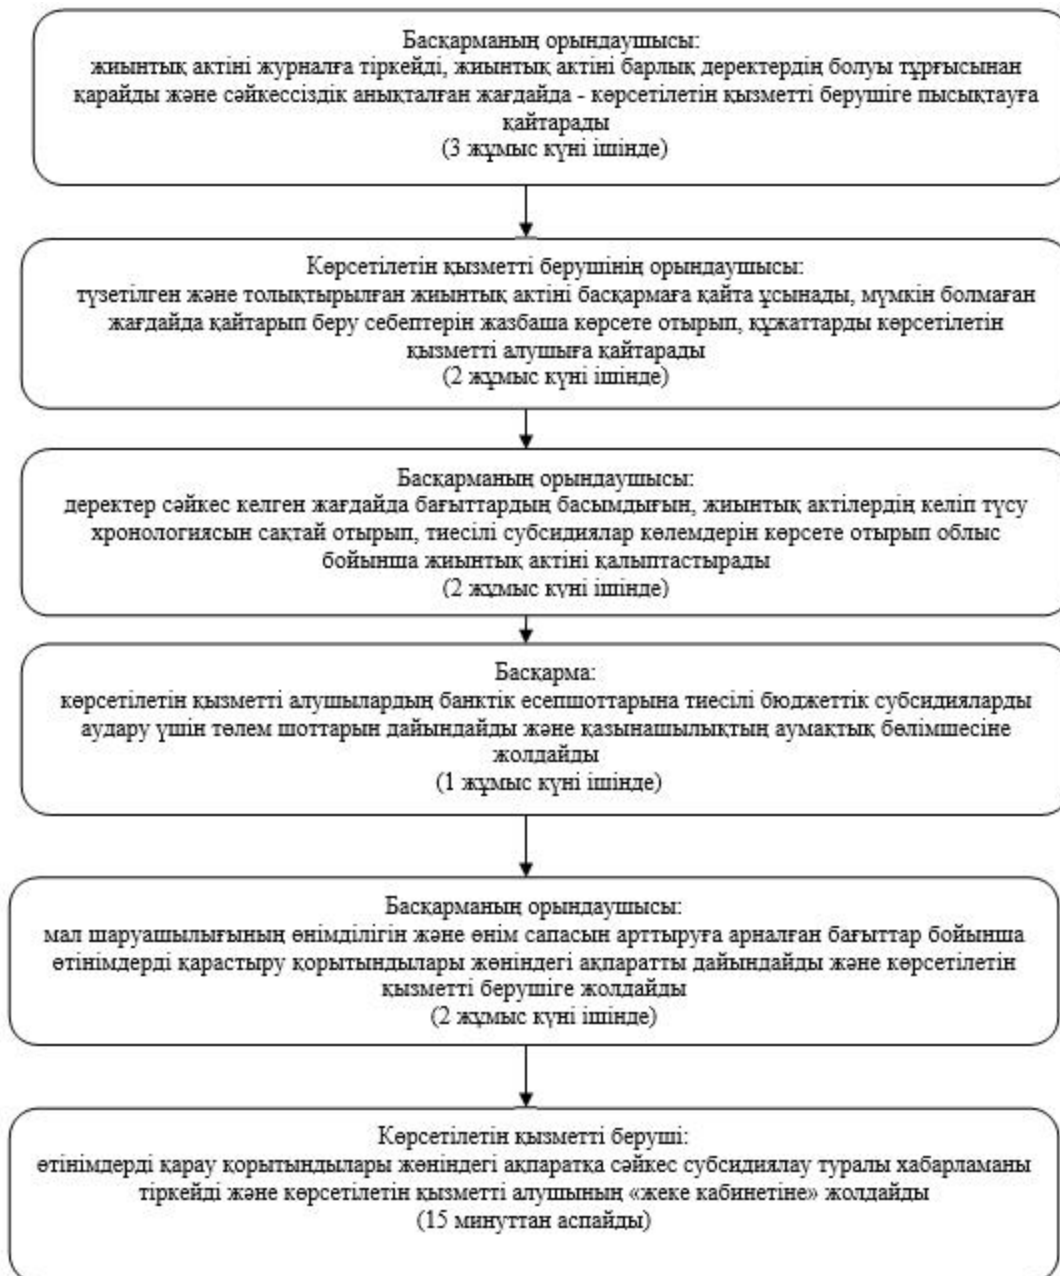 Басқарманың орындаушысы:
жиынтық актіні журналға тіркейді, жиынтық актіні барлық деректердің болуы тұрғысынан
қарайды және сәйкессіздік анықталған жағдайда - көрсетілетін қызметті берушіге пысықтауға
қайтарады
(3 жұмыс күні ішінде)
Көрсетілетін қызметті берушінің орындаушысы:
түзетілген және толықтырылған жиынтық актіні басқармаға қайта ұсынады, мүмкін болмаған
жағдайда қайтарып беру себептерін жазбаша көрсете отырып, құжаттарды көрсетілетін
қызметті алушыға қайтарады
(2 жұмыс күні ішінде)
Басқарманың орындаушысы:
деректер сәйкес келген жағдайда бағыттардың басымдығын, жиынтық актілердің келіп түсу
хронологиясын сақтай отырып, тиесілі субсидиялар көлемдерін көрсете отырып облыс
бойынша жиынтық актіні қалыптастырады
(2 жұмыс күні ішінде)
Басқарма:
көрсетілетін қызметті алушылардың банктік есепшоттарына тиесілі бюджеттік субсидияларды
аудару үшін төлем шоттарын дайындайды және қазынашылықтың аумақтық бөлімшесіне
жолдайды
(1 жұмыс күні ішінде)
Басқарманың орындаушысы:
мал шаруашылығының өнімділігін және өнім сапасын арттыруға арналған бағыттар бойынша
өтінімдерді қарастыру қорытындылары жөніндегі ақпаратты дайындайды және көрсетілетін
қызметті берушіге жолдайды
(2 жұмыс күні ішінде)
Көрсетілетін қызметті беруші:
өтінімдерді қарау қорытындылары жөніндегі ақпаратқа сәйкес субсидиялау туралы хабарламаны
тіркейді және көрсетілетін қызметті алушының «жеке кабинетіне» жолдайды
(15 минуттан аспайды)